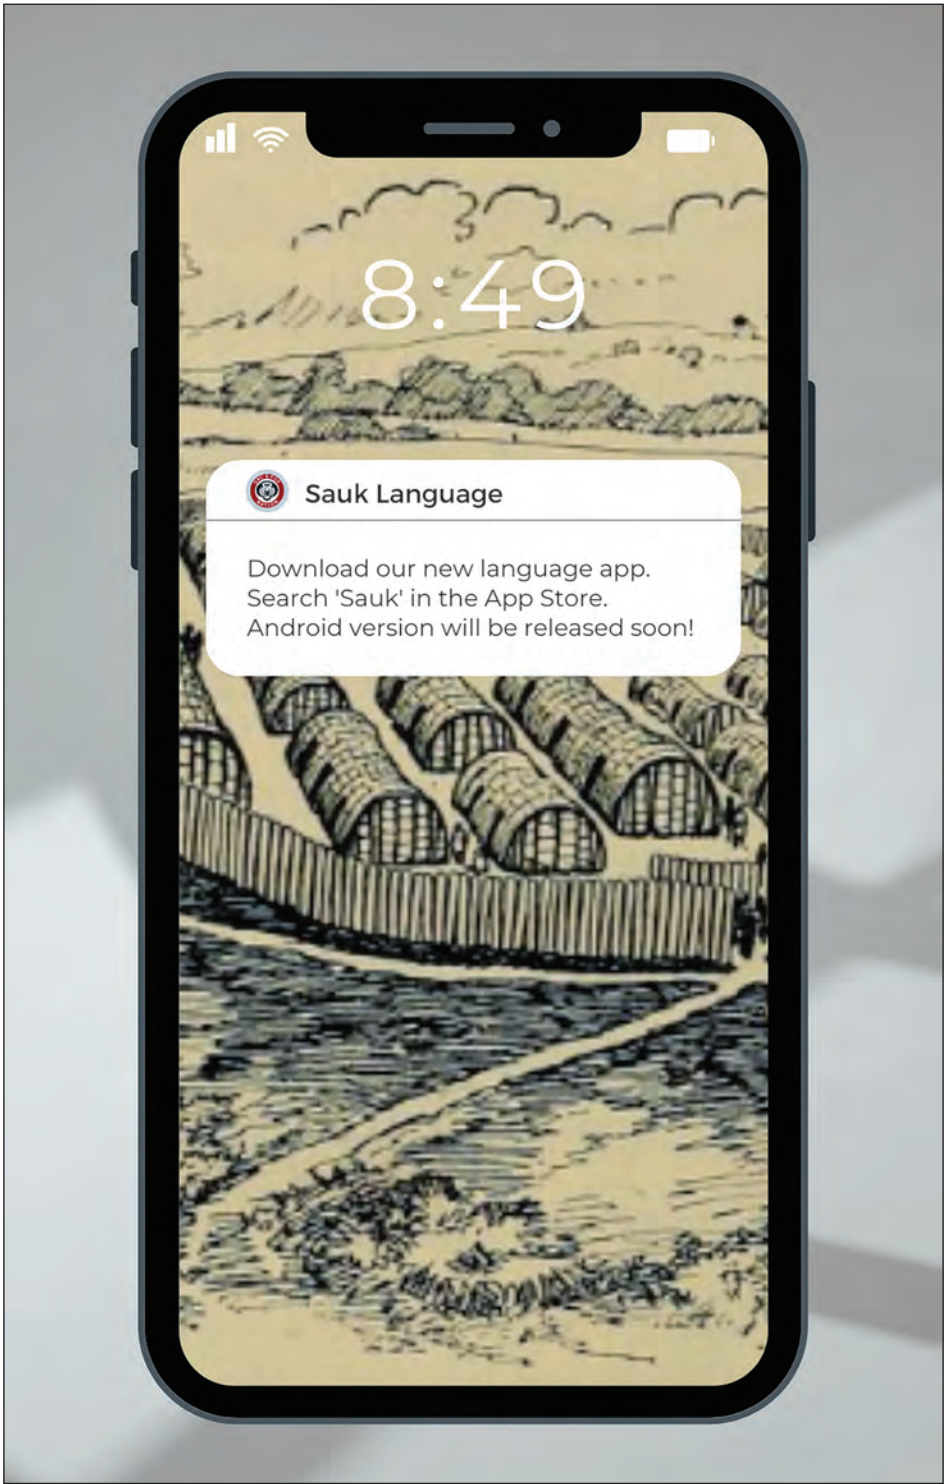 8:49
Sauk Language
Download our new language app.
Search 'Sauk' in the App Store.
Android version will be released soon!